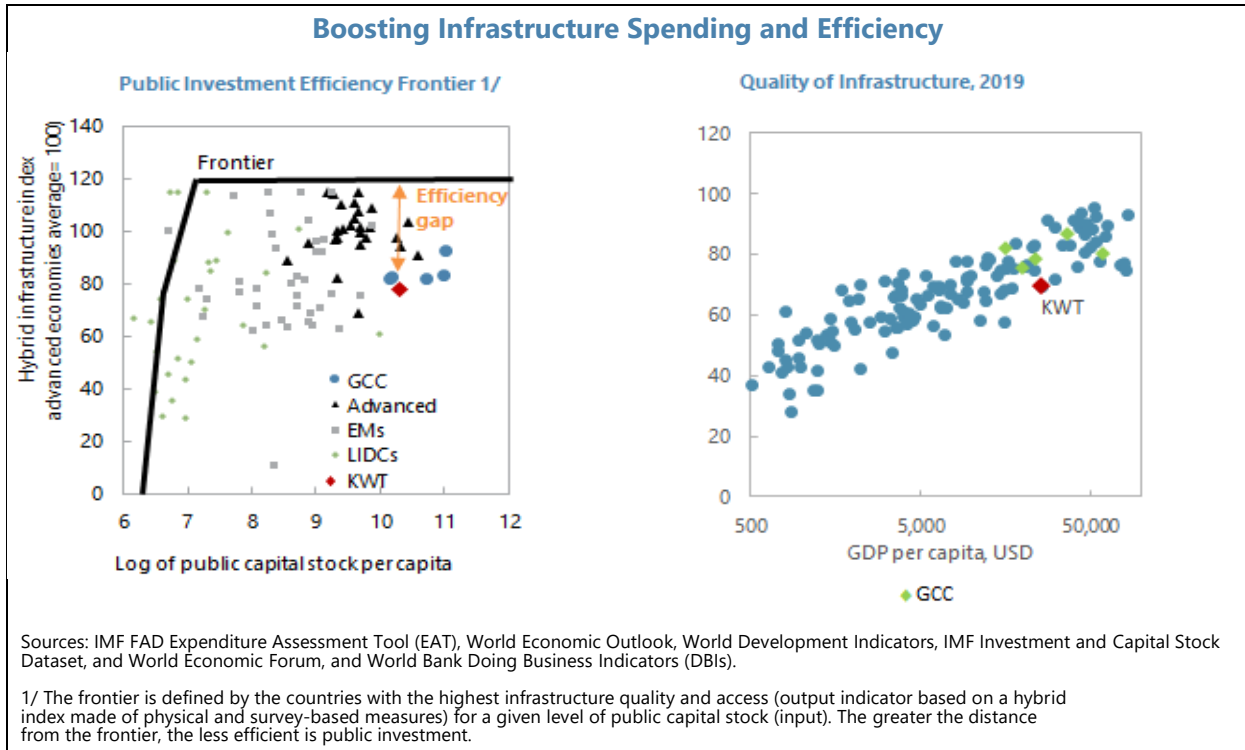 Boosting Infrastructure Spending and Efficiency
Public Investment Efficiency Frontier 1/
Hybrid infrastructure index
advanced economies average= 100)
140
120
100
80
60
40
20
0
Frontier
Efficiency
gap
GCC
Advanced
EMs
LIDCs
KWT
6 7 8 9 10 11 12
Log of public capital stock per capita
Quality of Infrastructure, 2019
120
100
80
60
40
20
0
KWT
500 5,000 50,000
GDP per capita, USD
GCC
Sources: IMF FAD Expenditure Assessment Tool (EAT), World Economic Outlook, World Development Indicators, IMF Investment and Capital Stock
Dataset, and World Economic Forum, and World Bank Doing Business Indicators (DBIs).
1/ The frontier is defined by the countries with the highest infrastructure quality and access (output indicator based on a hybrid
index made of physical and survey-based measures) for a given level of public capital stock (input). The greater the distance
from the frontier, the less efficient is public investment.